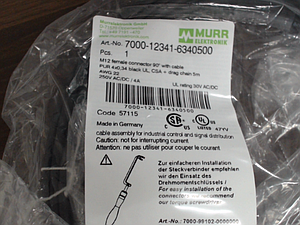 MURR
ELEKTRONIK
Art.-No. 7000-12341-6340500
Pcs. 1
M12 female connector 90° with cable
PUR 4x0.34 black UL, CSA + drag chain 5m
AWG 22
250V AC/DC / 4A
UL rating 30V AC/DC
7000-12341-6340500
Code 57115
LISTED 47YV
Made in Germany
cable assembly for industrial control and signal distribution
Caution: not for interrupting current.
Attention: ne pas utiliser pour couper le courant
Zur einfacheren Installation
der Steckverbinder empfehlen
wir den Einsatz des
Drehmomentschlüssels /
For easy installation of the
connectors we recommend
our torque screwdriver
Art.-No.: 7000-99102-0000000